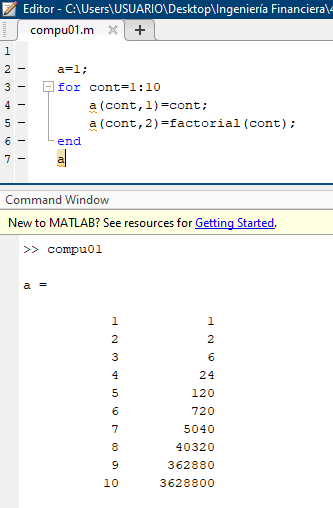 Editor - C:\Users\USUARIO\Desktop\Ingeniería Financiera\
compu01.m
1
2 - a=1;
3 - for cont=1:10
4 - a(cont,1)=cont;
5 - a(cont,2)=factorial(cont);
6 - end
7 - a
Command Window
New to MATLAB? See resources for Getting Started.
>> compu01
a =
1 1
2 2
3 6
4 24
5 120
6 720
7 5040
8 40320
9 362880
10 3628800